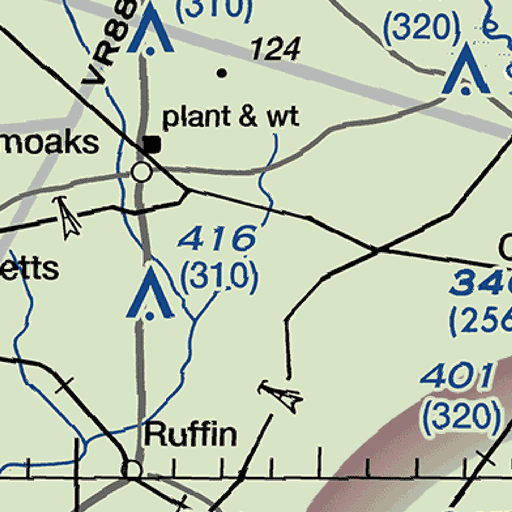 (310)
VR88
(320)
124
plant & wt
moaks
416
(310)
etts
34
(256
401
(320)
Ruffin